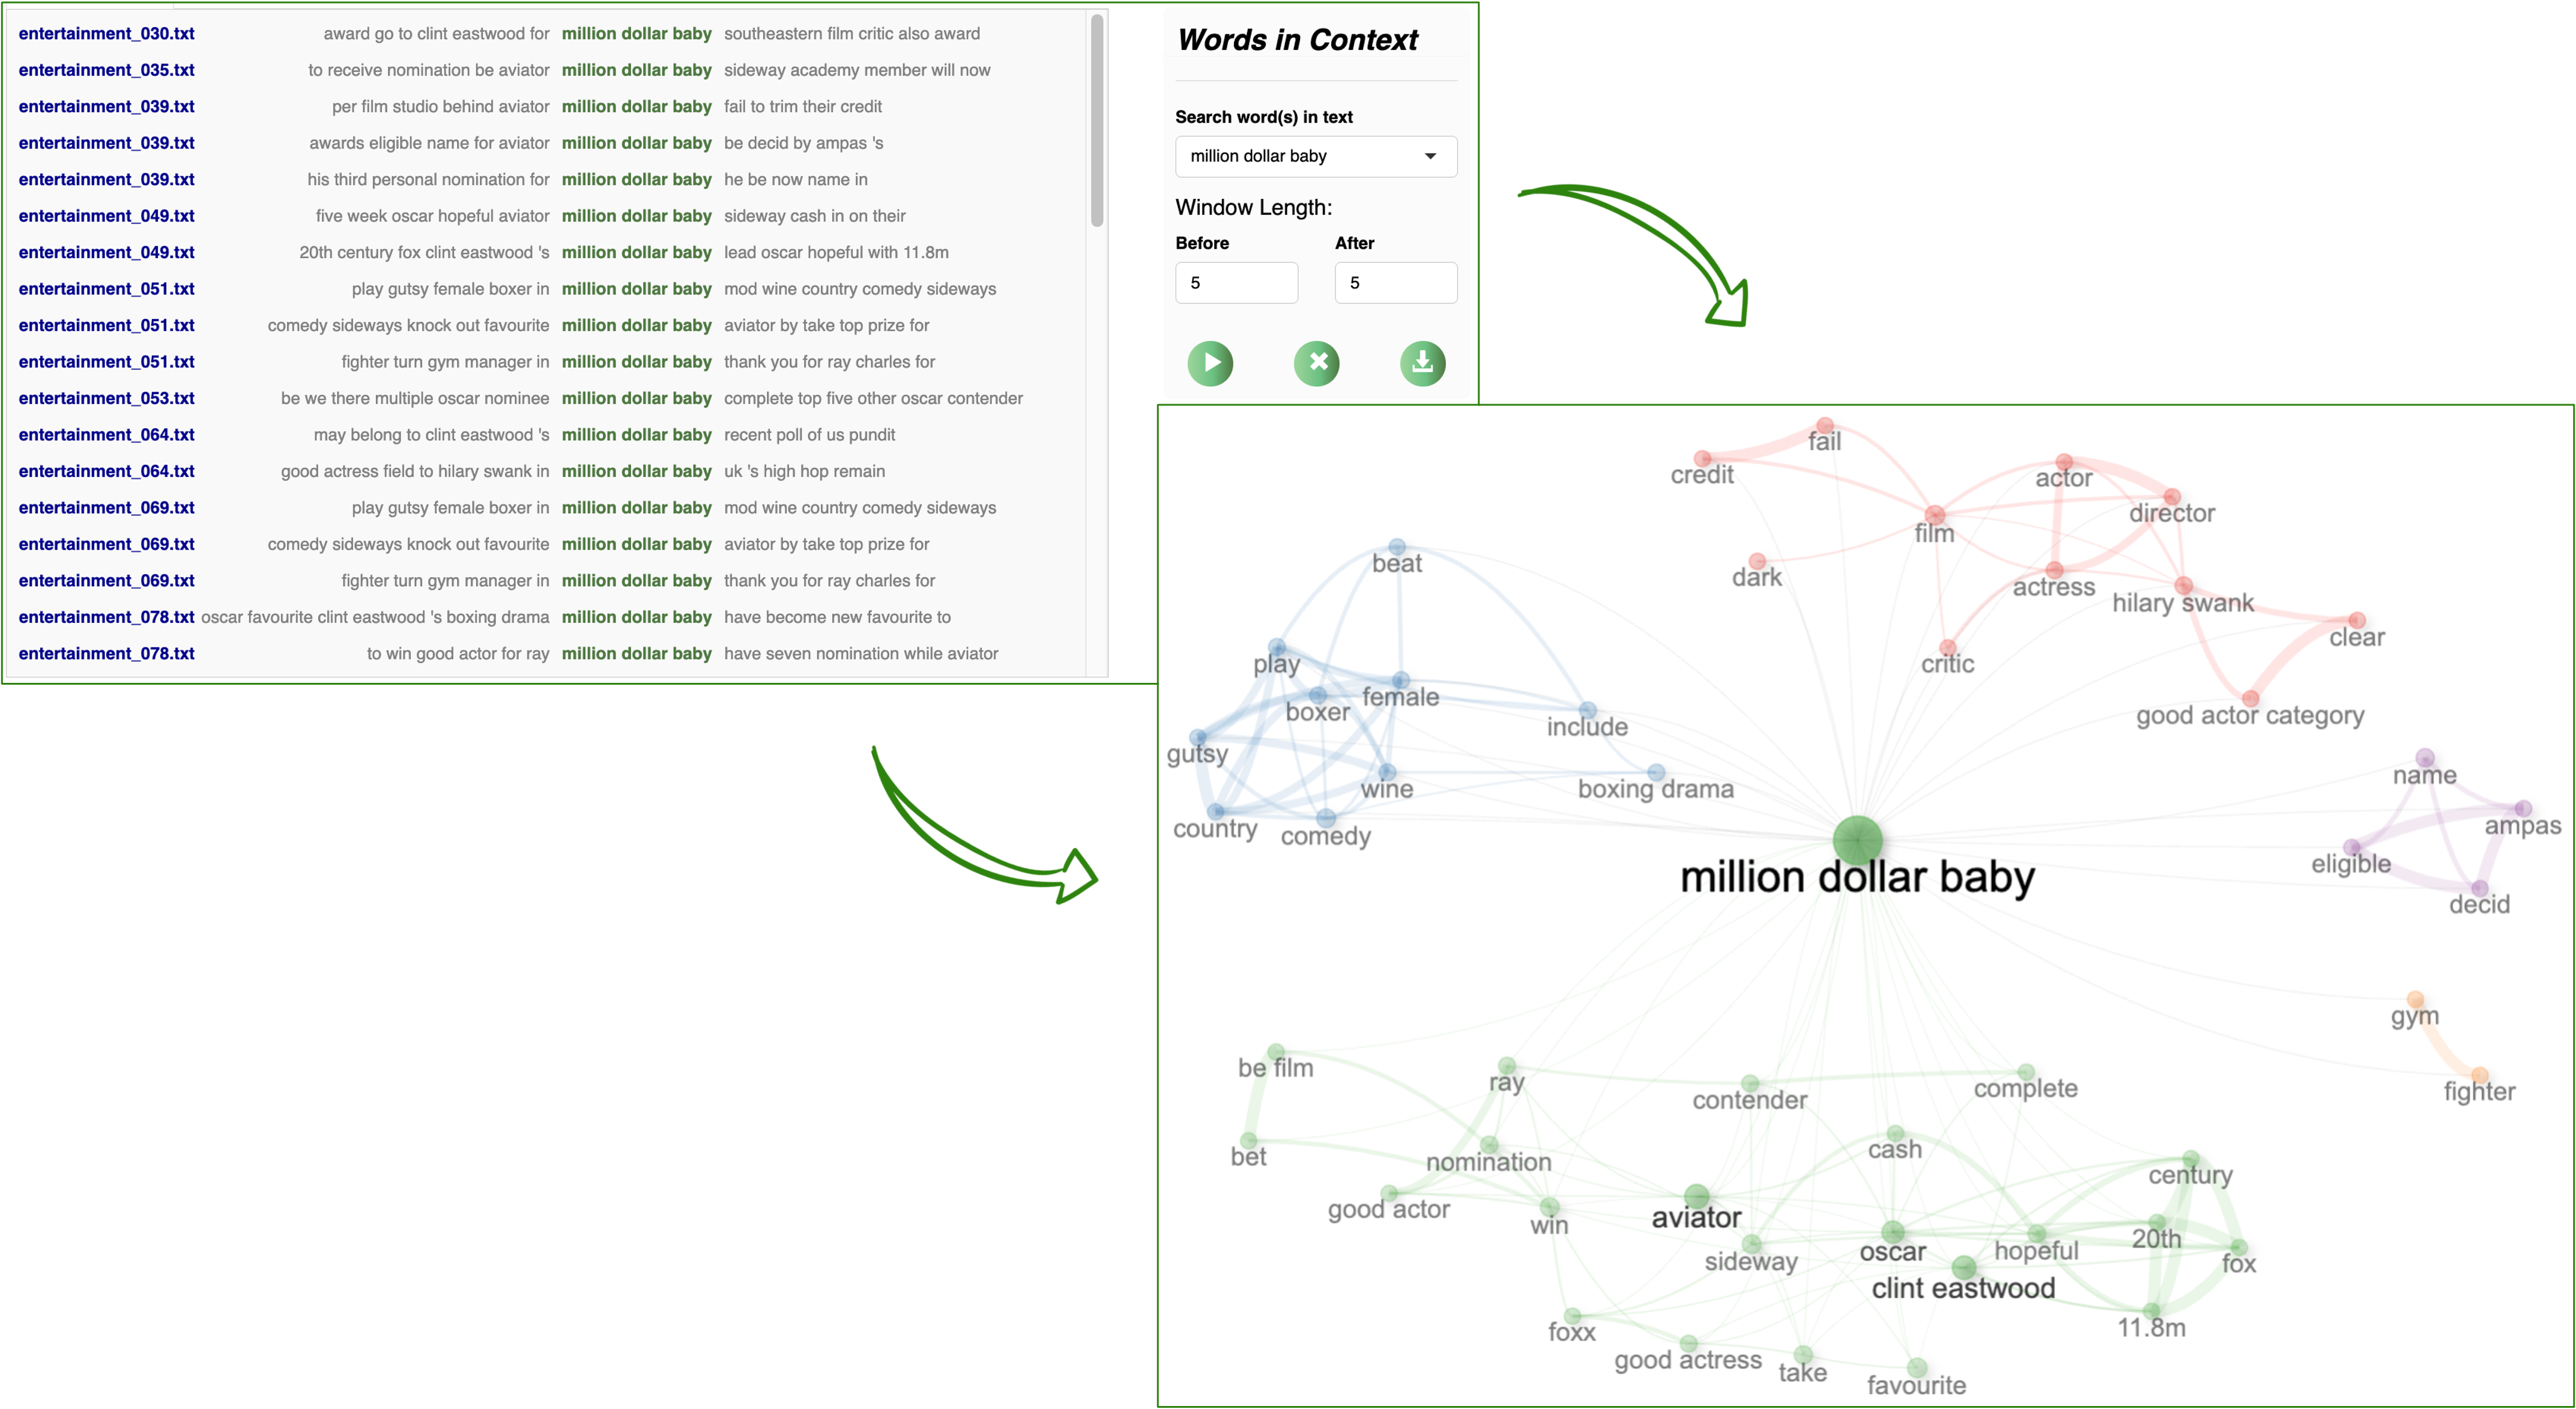 entertainment_030.txt award go to clint eastwood for million dollar baby southeastern film critic also award
entertainment_035.txt to receive nomination be aviator million dollar baby sideway academy member will now
entertainment_039.txt per film studio behind aviator million dollar baby fail to trim their credit
entertainment_039.txt awards eligible name for aviator million dollar baby be decid by ampas 's
entertainment_039.txt his third personal nomination for million dollar baby he be now name in
entertainment_049.txt five week oscar hopeful aviator million dollar baby sideway cash in on their
entertainment_049.txt 20th century fox clint eastwood 's million dollar baby lead oscar hopeful with 11.8m
entertainment_051.txt play gutsy female boxer in million dollar baby mod wine country comedy sideways
entertainment_051.txt comedy sideways knock out favourite million dollar baby aviator by take top prize for
entertainment_051.txt fighter turn gym manager in million dollar baby thank you for ray charles for
entertainment_053.txt be we there multiple oscar nominee million dollar baby complete top five other oscar contender
entertainment_064.txt may belong to clint eastwood 's million dollar baby recent poll of us pundit
entertainment_064.txt good actress field to hilary swank in million dollar baby uk 's high hop remain
entertainment_069.txt play gutsy female boxer in million dollar baby mod wine country comedy sideways
entertainment_069.txt comedy sideways knock out favourite million dollar baby aviator by take top prize for
entertainment_069.txt fighter turn gym manager in million dollar baby thank you for ray charles for
entertainment_078.txt oscar favourite clint eastwood 's boxing drama million dollar baby have become new favourite to
entertainment_078.txt to win good actor for ray million dollar baby have seven nomination while aviator
Words in Context
Search word(s) in text
million dollar baby
Window Length:
Before After
5 5
fail
credit
actor
director
film
dark
actress
hilary swank
clear
critic
good actor category
beat
play
female
boxer
include
gutsy
wine
boxing drama
country
comedy
name
ampas
eligible
decid
million dollar baby
gym
fighter
be film
ray
contender
complete
bet
nomination
cash
century
good actor
win
aviator
sideway
oscar
hopeful
20th
fox
clint eastwood
11.8m
foxx
good actress
take
favourite